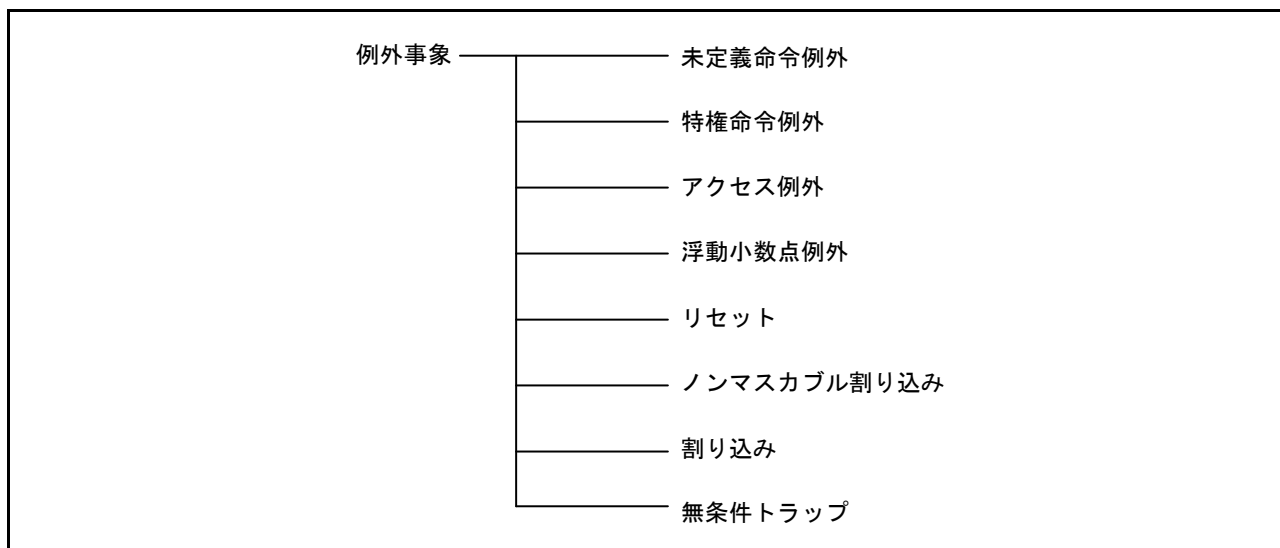 例外事象
未定義命令例外
特権命令例外
アクセス例外
浮動小数点例外
リセット
ノンマスカブル割り込み
割り込み
無条件トラップ